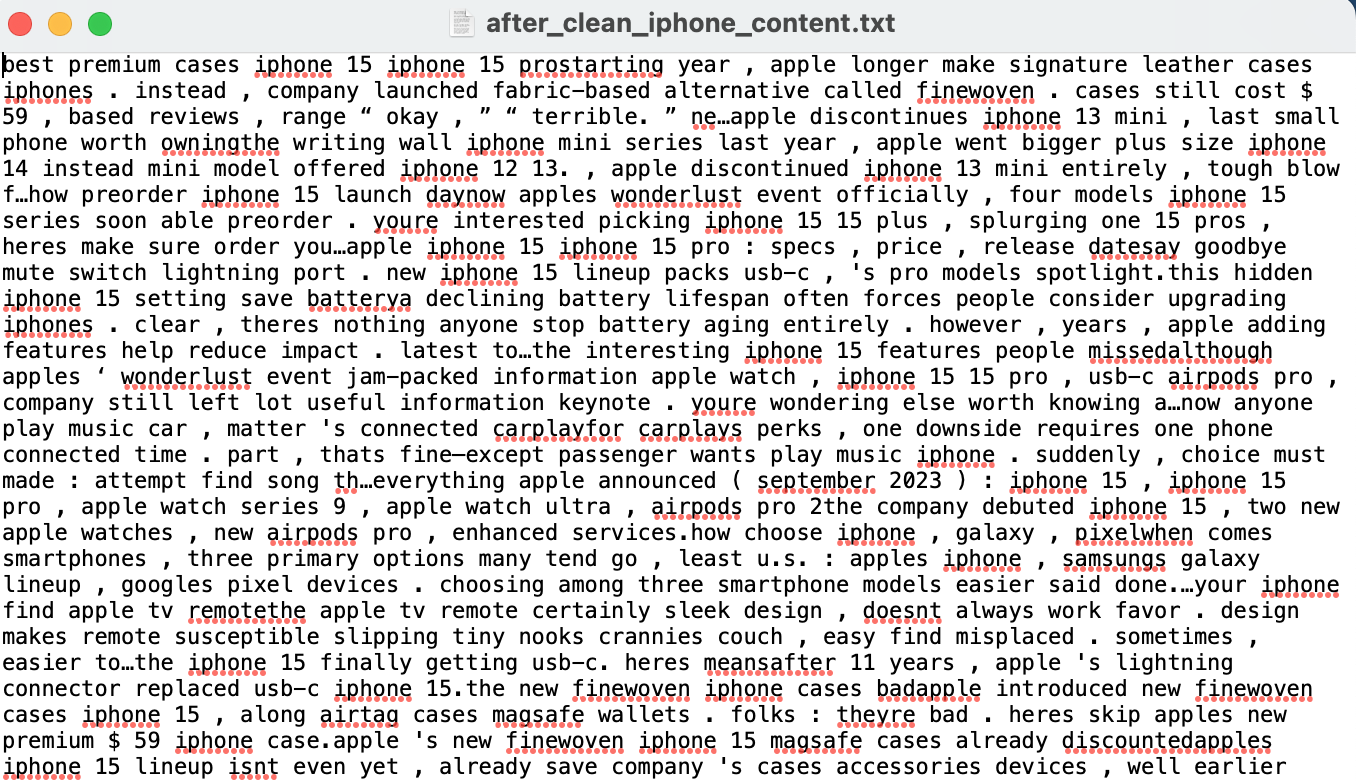 after_clean_iphone_content.txt
best premium cases iphone 15 iphone 15 prostarting year , apple longer make signature leather cases
iphones . instead , company launched fabric-based alternative called finewoven . cases still cost $
59 , based reviews , range “ okay , ” “ terrible. ” ne…apple discontinues iphone 13 mini , last small
phone worth owningthe writing wall iphone mini series last year , apple went bigger plus size iphone
14 instead mini model offered iphone 12 13. , apple discontinued iphone 13 mini entirely , tough blow
f…how preorder iphone 15 launch daynow apples wonderlust event officially , four models iphone 15
series soon able preorder . youre interested picking iphone 15 15 plus , splurging one 15 pros ,
heres make sure order you…apple iphone 15 iphone 15 pro : specs , price , release datesay goodbye
mute switch lightning port . new iphone 15 lineup packs usb-c , 's pro models spotlight.this hidden
iphone 15 setting save batterya declining battery lifespan often forces people consider upgrading
iphones . clear , theres nothing anyone stop battery aging entirely . however , years , apple adding
features help reduce impact . latest to…the interesting iphone 15 features people missedalthough
apples ‘ wonderlust event jam-packed information apple watch , iphone 15 15 pro , usb-c airpods pro ,
company still left lot useful information keynote . youre wondering else worth knowing a…now anyone
play music car , matter 's connected carplayfor carplays perks , one downside requires one phone
connected time . part , thats fine—except passenger wants play music iphone . suddenly , choice must
made : attempt find song th…everything apple announced ( september 2023 ) : iphone 15 , iphone 15
pro , apple watch series 9 , apple watch ultra , airpods pro 2the company debuted iphone 15 , two new
apple watches , new airpods pro , enhanced services.how choose iphone , galaxy , pixelwhen comes
smartphones , three primary options many tend go , least u.s. : apples iphone , samsungs galaxy
lineup , googles pixel devices . choosing among three smartphone models easier said done.…your iphone
find apple tv remotethe apple tv remote certainly sleek design , doesnt always work favor . design
makes remote susceptible slipping tiny nooks crannies couch , easy find misplaced . sometimes ,
easier to…the iphone 15 finally getting usb-c. heres meansafter 11 years , apple 's lightning
connector replaced usb-c iphone 15.the new finewoven iphone cases badapple introduced new finewoven
cases iphone 15 , along airtag cases magsafe wallets . folks : theyre bad . heres skip apples new
premium $ 59 iphone case.apple 's new finewoven iphone 15 magsafe cases already discountedapples
iphone 15 lineup isnt even yet , already save company 's cases accessories devices , well earlier